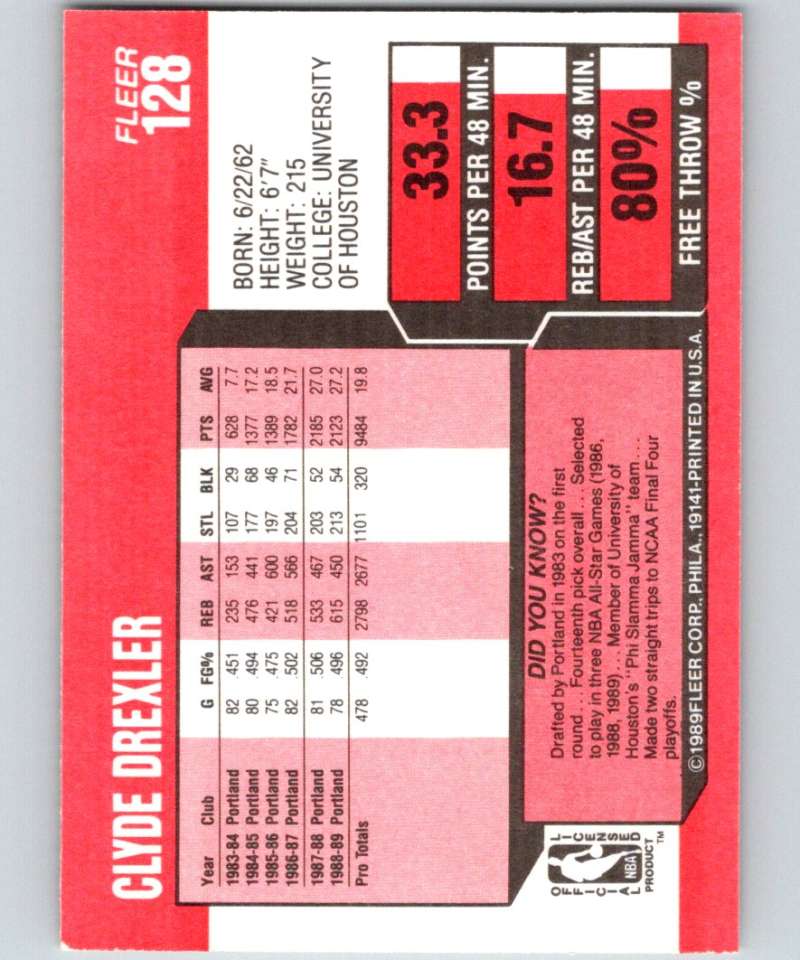 CLYDE DREXLER
FLEER
128
Year Club G FG% REB AST STL BLK PTS AVG
1983-84 Portland 82 .451 235 153 107 29 628 7.7
1984-85 Portland 80 .494 476 441 177 68 1377 17.2
1985-86 Portland 75 .475 421 600 197 46 1389 18.5
1986-87 Portland 82 .502 518 566 204 71 1782 21.7
1987-88 Portland 81 .506 533 467 203 52 2185 27.0
1988-89 Portland 78 .496 615 450 213 54 2123 27.2
Pro Totals 478 .492 2798 2677 1101 320 9484 19.8
BORN: 6/22/62
HEIGHT: 6'7"
WEIGHT: 215
COLLEGE: UNIVERSITY
OF HOUSTON
33.3
POINTS PER 48 MIN.
16.7
REB/AST PER 48 MIN.
80%
FREE THROW %
DID YOU KNOW?
Drafted by Portland in 1983 on the first
round... Fourteenth pick overall... Selected
to play in three NBA All-Star Games (1986,
1988, 1989)... Member of University of
Houston's "Phi Slamma Jamma" team....
Made two straight trips to NCAA Final Four
playoffs.
OFFICIAL LICENSED
NBA
PRODUCT™
©1989 FLEER CORP., PHILA., 19141-PRINTED IN U.S.A.